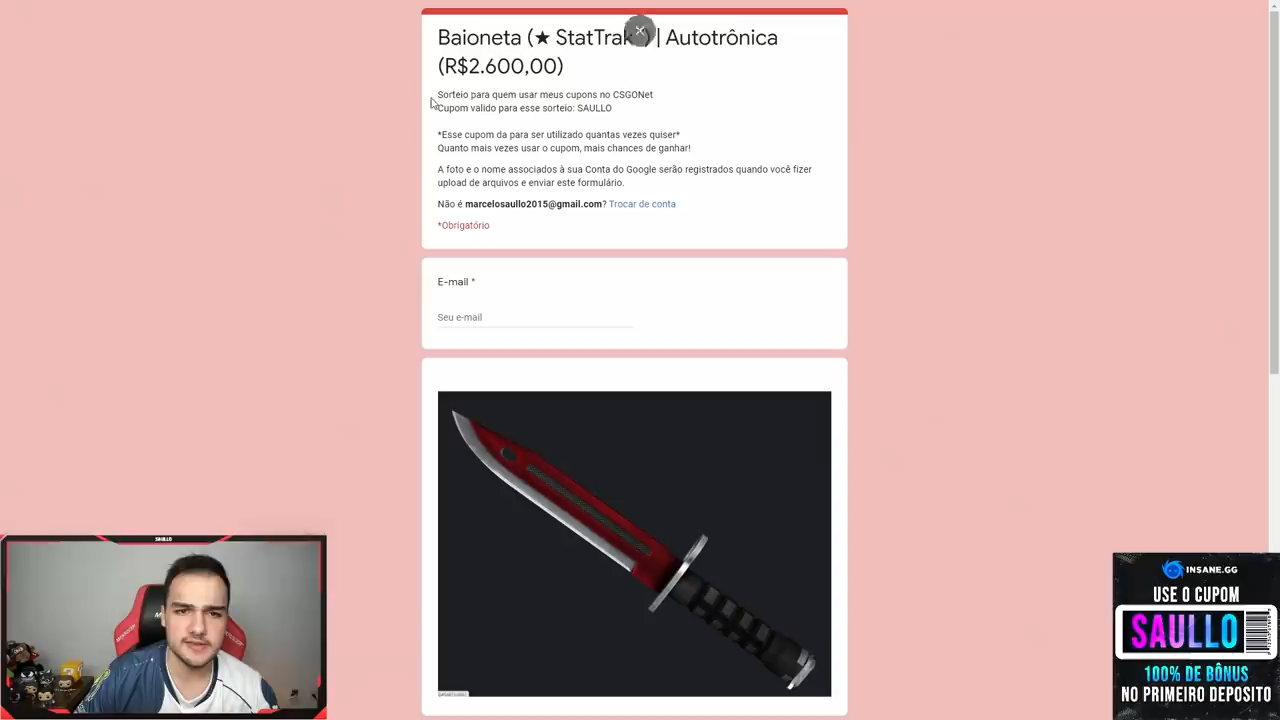 Baioneta (★ StatTrak ) | Autotrônica
(R$2.600,00)
Sorteio para quem usar meus cupons no CSGONet
Cupom valido para esse sorteio: SAULLO
*Esse cupom da para ser utilizado quantas vezes quiser*
Quanto mais vezes usar o cupom, mais chances de ganhar!
A foto e o nome associados à sua Conta do Google serão registrados quando você fizer
upload de arquivos e enviar este formulário.
Não é marcelosaullo2015@gmail.com? Trocar de conta
*Obrigatório
E-mail *
Seu e-mail
SAULLO
INSANE.GG
USE O CUPOM
SAULLO
100% DE BÔNUS
NO PRIMEIRO DEPOSITO